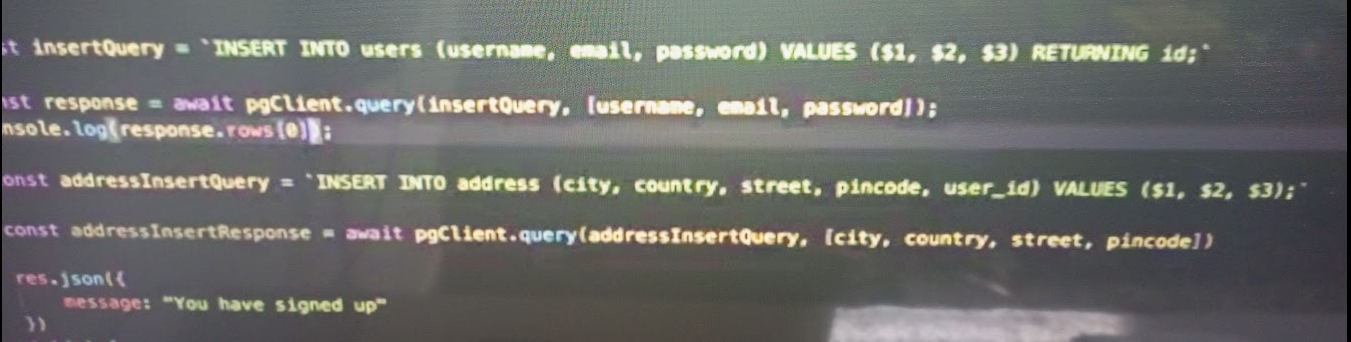 st insertQuery = `INSERT INTO users (username, email, password) VALUES ($1, $2, $3) RETURNING id;`
nst response = await pgClient.query(insertQuery, [username, email, password]);
nsole.log(response.rows[0]);
onst addressInsertQuery = `INSERT INTO address (city, country, street, pincode, user_id) VALUES ($1, $2, $3);`
const addressInsertResponse = await pgClient.query(addressInsertQuery, [city, country, street, pincode])
res.json({
message: "You have signed up"
})